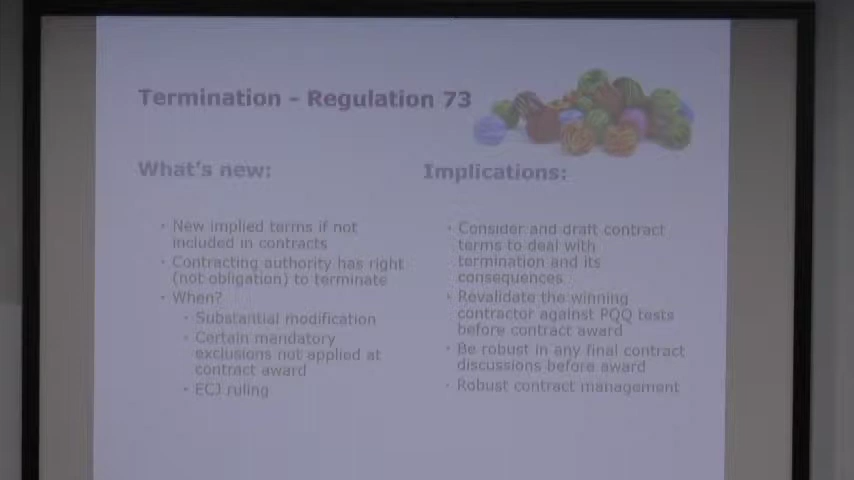 Termination – Regulation 73
What's new:
• New implied terms if not
included in contracts
• Contracting authority has right
(not obligation) to terminate
• When?
• Substantial modification
• Certain mandatory
exclusions not applied at
contract award
• ECJ ruling
Implications:
• Consider and draft contract
terms to deal with
termination and its
consequences
• Revalidate the winning
contractor against PQQ tests
before contract award
• Be robust in any final contract
discussions before award
• Robust contract management